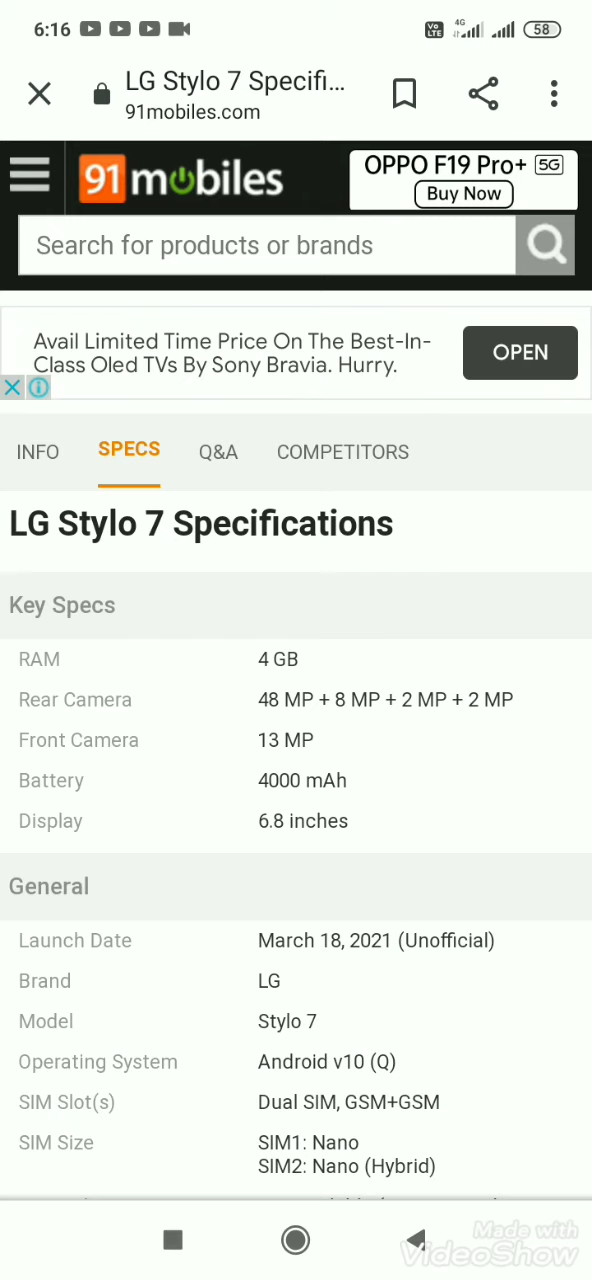 6:16 Vo LTE 4G 58
LG Stylo 7 Specifi...
91mobiles.com
91mobiles
OPPO F19 Pro+ 5G
Buy Now
Search for products or brands
Avail Limited Time Price On The Best-In-
Class Oled TVs By Sony Bravia. Hurry.
OPEN
INFO SPECS Q&A COMPETITORS
LG Stylo 7 Specifications
Key Specs
RAM 4 GB
Rear Camera 48 MP + 8 MP + 2 MP + 2 MP
Front Camera 13 MP
Battery 4000 mAh
Display 6.8 inches
General
Launch Date March 18, 2021 (Unofficial)
Brand LG
Model Stylo 7
Operating System Android v10 (Q)
SIM Slot(s) Dual SIM, GSM+GSM
SIM Size SIM1: Nano
SIM2: Nano (Hybrid)
Made with
VideoShow